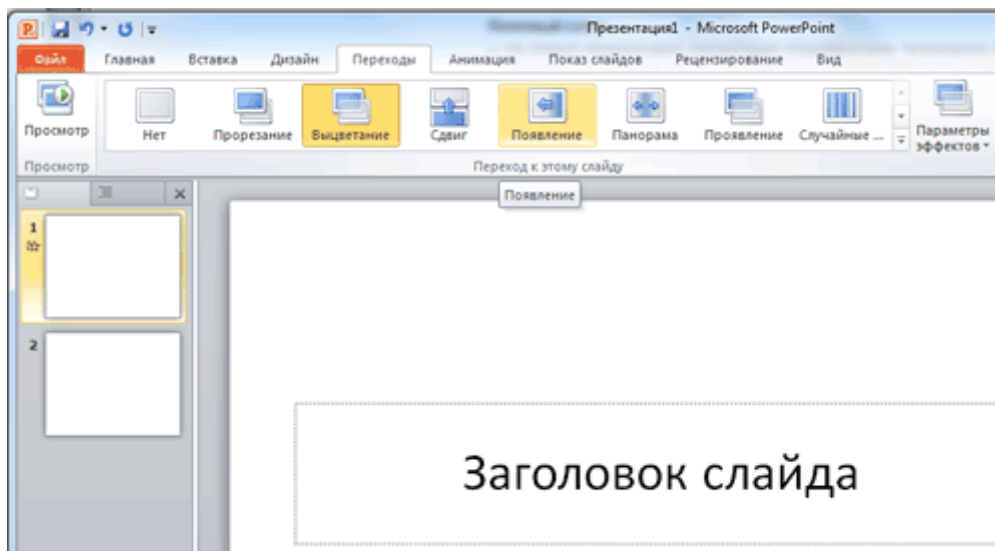 Презентация1 - Microsoft PowerPoint
Файл Главная Вставка Дизайн Переходы Анимация Показ слайдов Рецензирование Вид
Просмотр Нет Прорезание Выцветание Сдвиг Появление Панорама Проявление Случайные ... Параметры эффектов
Просмотр Переход к этому слайду
Появление
1
2
Заголовок слайда